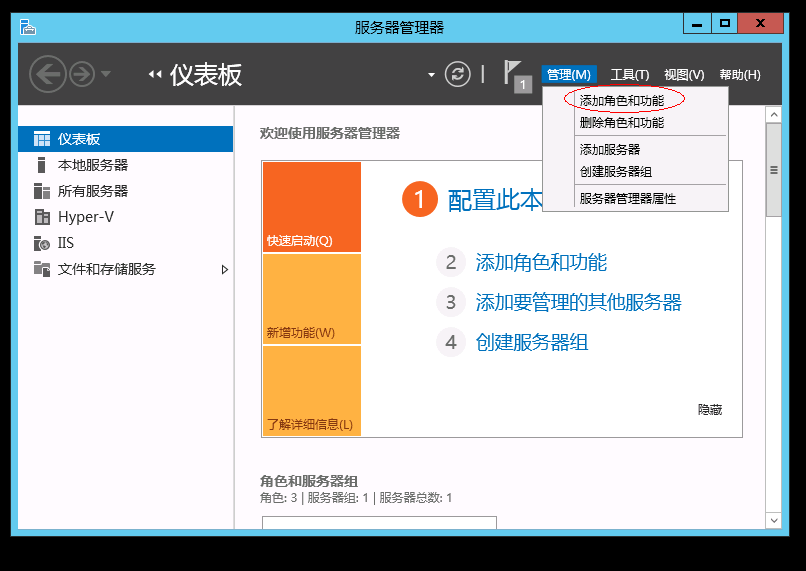 服务器管理器
仪表板
1
管理(M) 工具(T) 视图(V) 帮助(H)
添加角色和功能
删除角色和功能
添加服务器
创建服务器组
服务器管理器属性
仪表板
本地服务器
所有服务器
Hyper-V
IIS
文件和存储服务
欢迎使用服务器管理器
快速启动(Q)
新增功能(W)
了解详细信息(L)
1 配置此本
2 添加角色和功能
3 添加要管理的其他服务器
4 创建服务器组
隐藏
角色和服务器组
角色: 3 | 服务器组: 1 | 服务器总数: 1